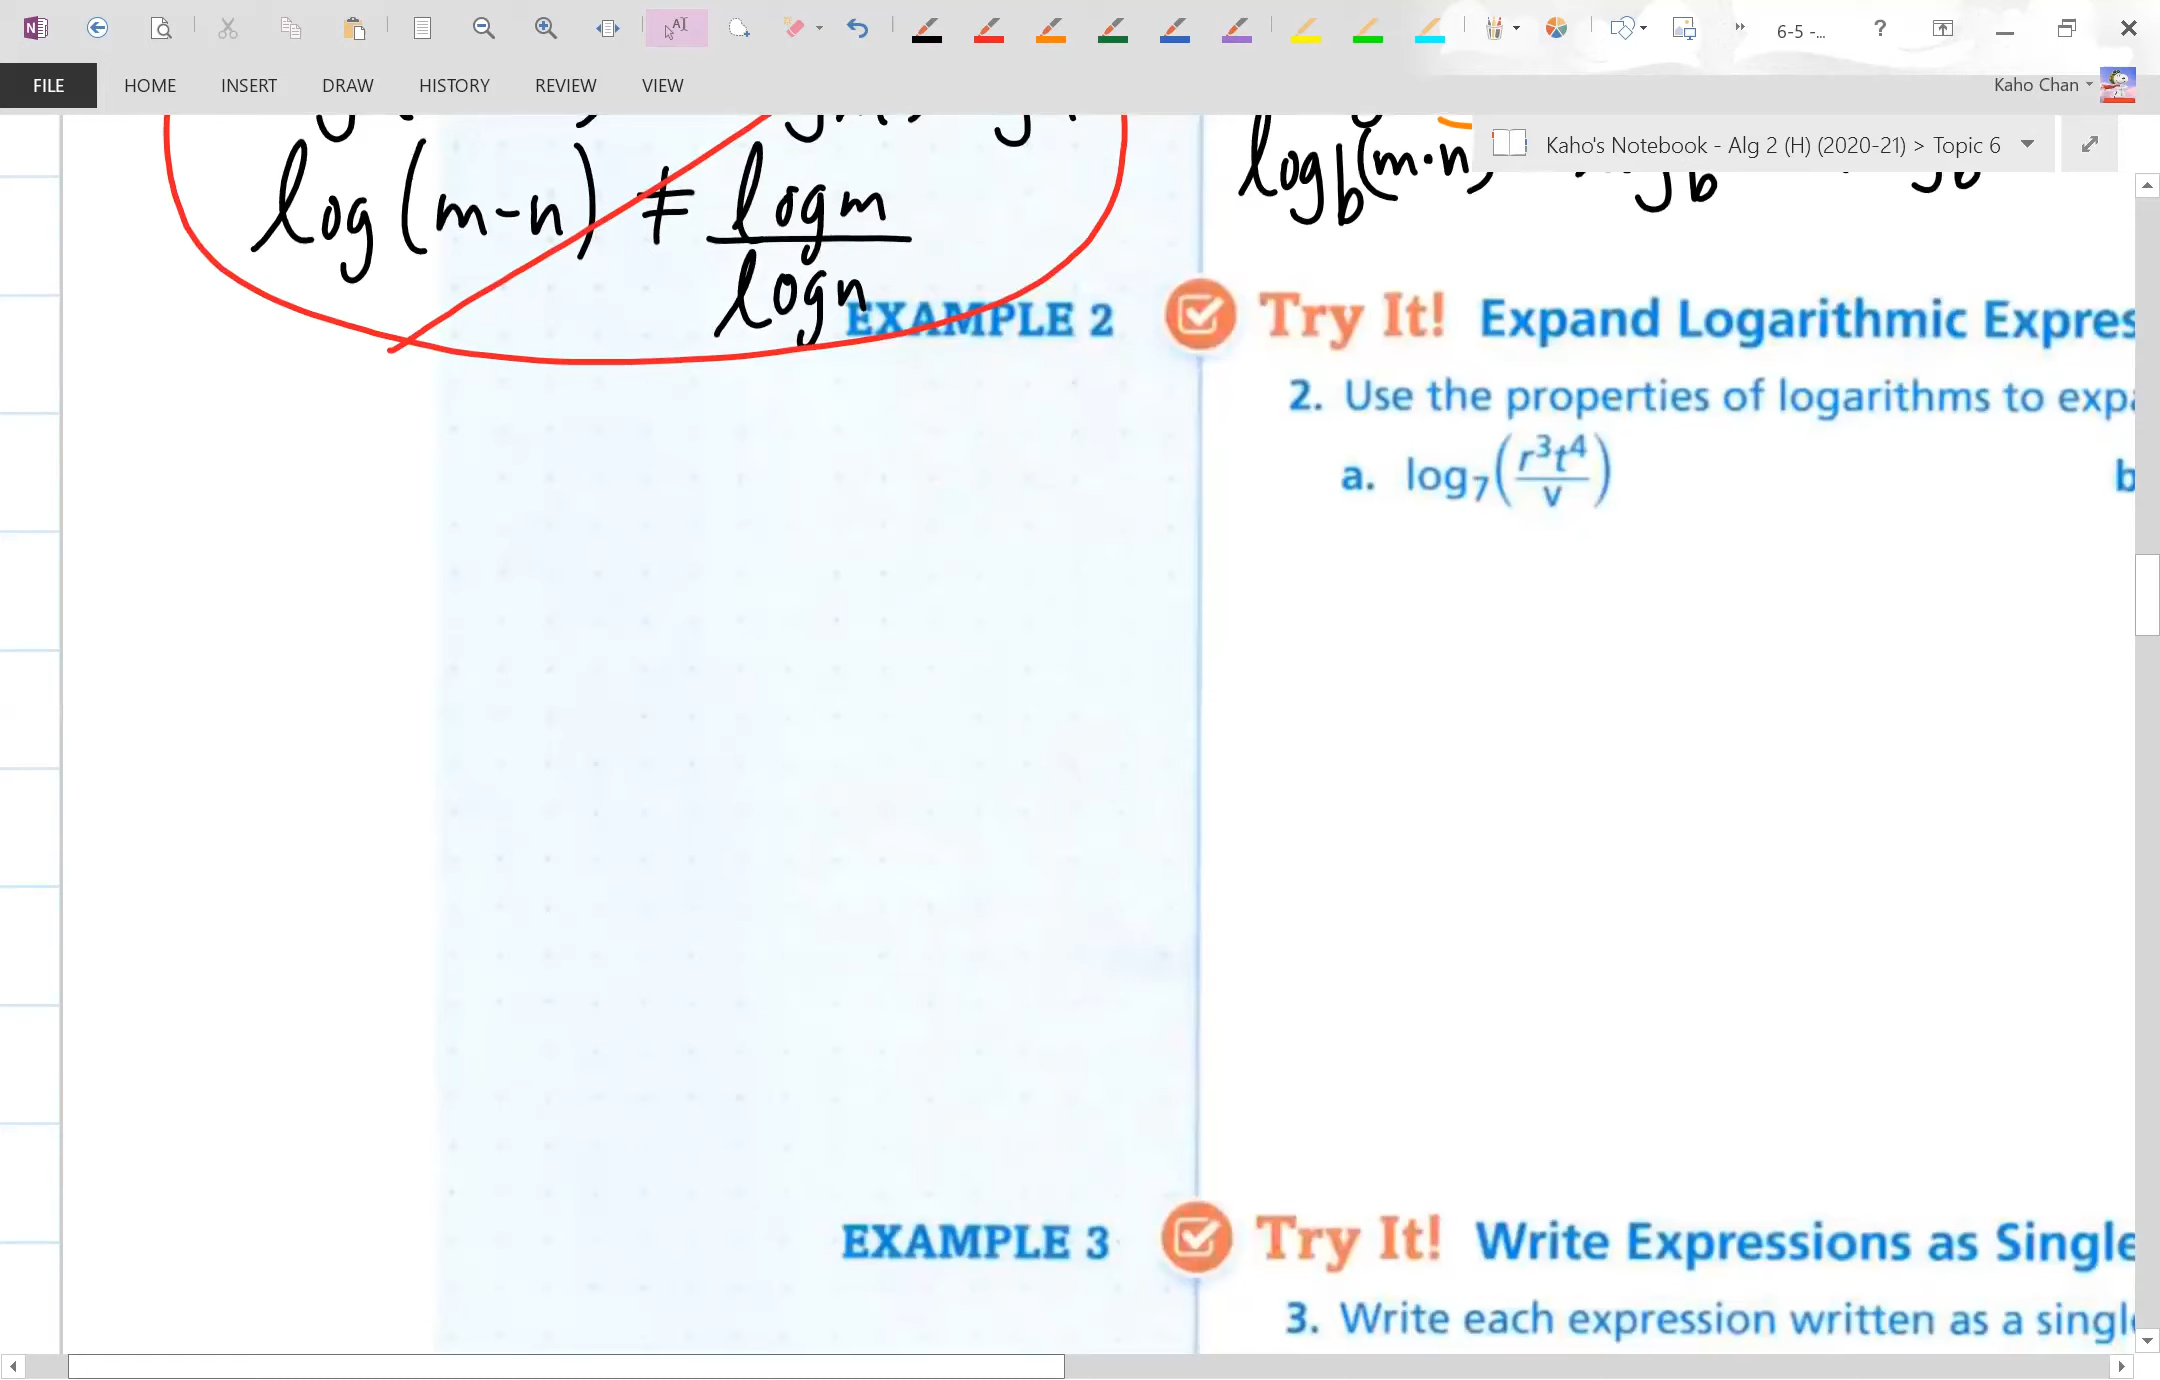 6-5 -...
FILE HOME INSERT DRAW HISTORY REVIEW VIEW
Kaho Chan
Kaho's Notebook - Alg 2 (H) (2020-21) > Topic 6
log (m-n) ≠ logm / logn
log_b(m·n)
EXAMPLE 2 Try It! Expand Logarithmic Expres
2. Use the properties of logarithms to expa
a. log₇(r³t⁴/v)
b
EXAMPLE 3 Try It! Write Expressions as Single
3. Write each expression written as a singl